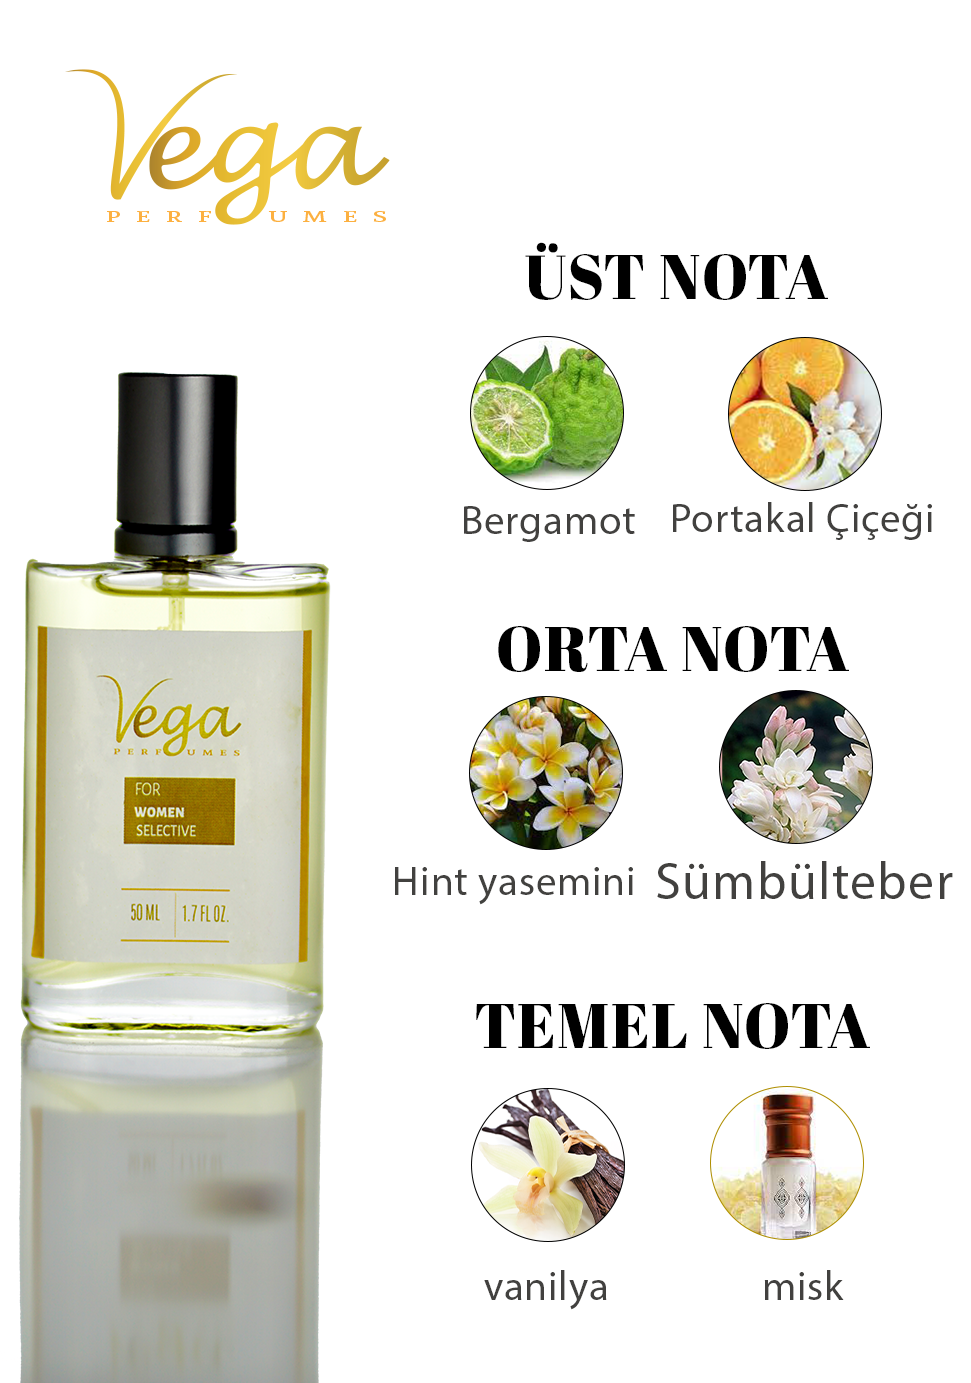 Vega
PERFUMES
ÜST NOTA
Bergamot
Portakal Çiçeği
ORTA NOTA
Hint yasemini
Sümbülteber
TEMEL NOTA
vanilya
misk
Vega
PERFUMES
FOR
WOMEN
SELECTIVE
50 ML 1.7 FL OZ.